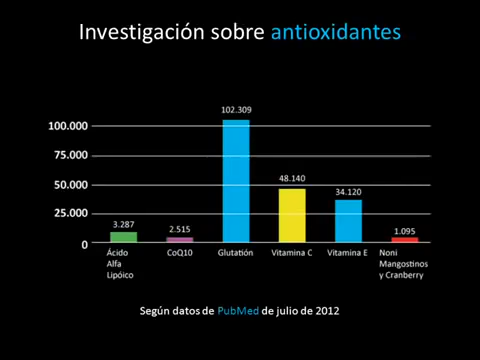 Investigación sobre antioxidantes
102.309
100.000
75.000
50.000
25.000
0
48.140
34.120
3.287
2.515
1.095
Ácido
Alfa
Lipóico
CoQ10
Glutatión
Vitamina C
Vitamina E
Noni
Mangostinos
y Cranberry
Según datos de PubMed de julio de 2012